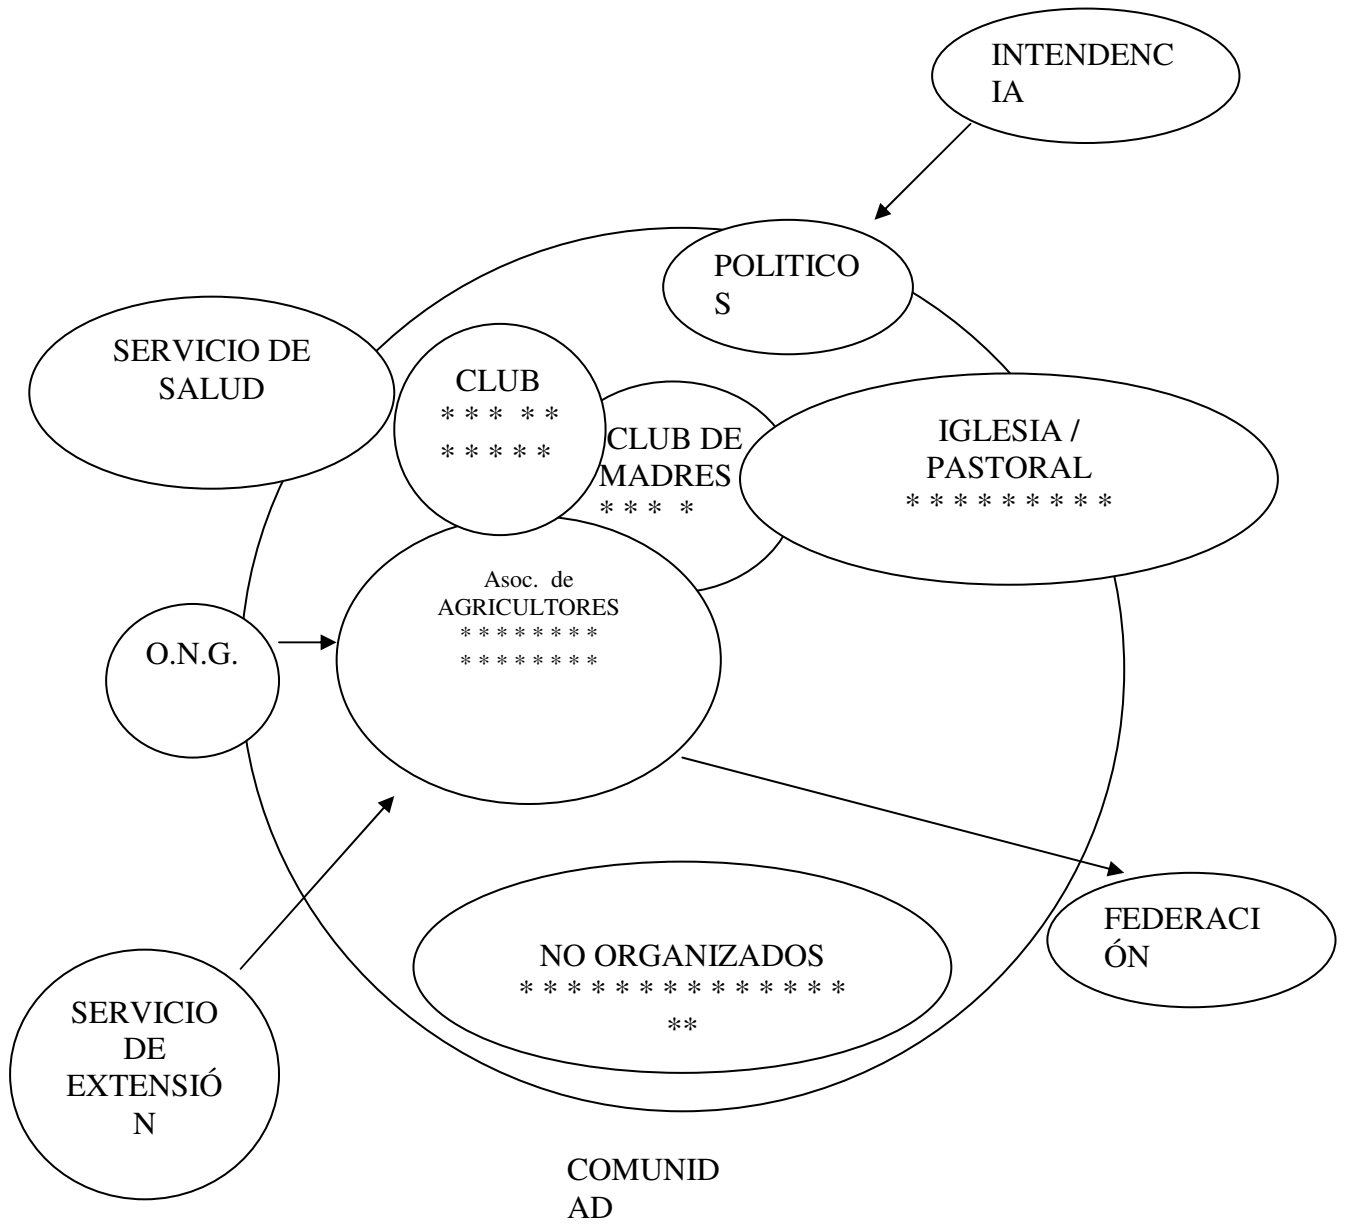 INTENDENC
IA
POLITICO
S
SERVICIO DE
SALUD
CLUB
* * * * *
* * * * *
CLUB DE
MADRES
* * * *
IGLESIA /
PASTORAL
* * * * * * * * *
Asoc. de
AGRICULTORES
* * * * * * * *
* * * * * * * *
O.N.G.
NO ORGANIZADOS
* * * * * * * * * * * * * *
**
FEDERACI
ÓN
SERVICIO
DE
EXTENSIÓ
N
COMUNID
AD